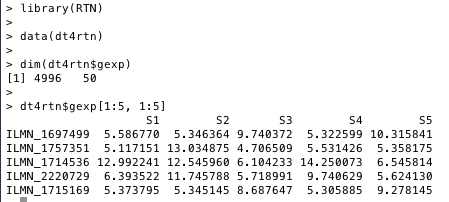 > library(RTN)
>
> data(dt4rtn)
>
> dim(dt4rtn$gexp)
[1] 4996   50
>
> dt4rtn$gexp[1:5, 1:5]
                    S1        S2       S3        S4        S5
ILMN_1697499  5.586770  5.346364 9.740372  5.322599 10.315841
ILMN_1757351  5.117151 13.034875 4.706509  5.531426  5.358175
ILMN_1714536 12.992241 12.545960 6.104233 14.250073  6.545814
ILMN_2220729  6.393522 11.745788 5.718991  9.740629  5.624130
ILMN_1715169  5.373795  5.345145 8.687647  5.305885  9.278145